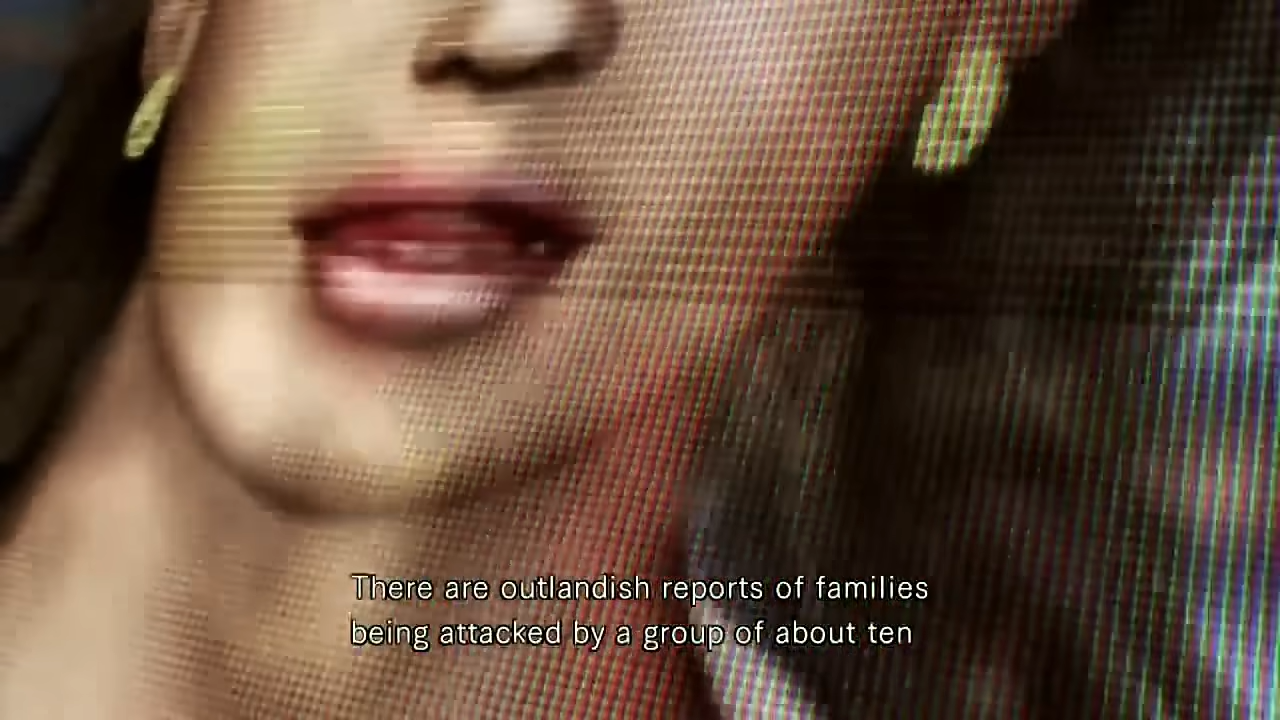 There are outlandish reports of families
being attacked by a group of about ten